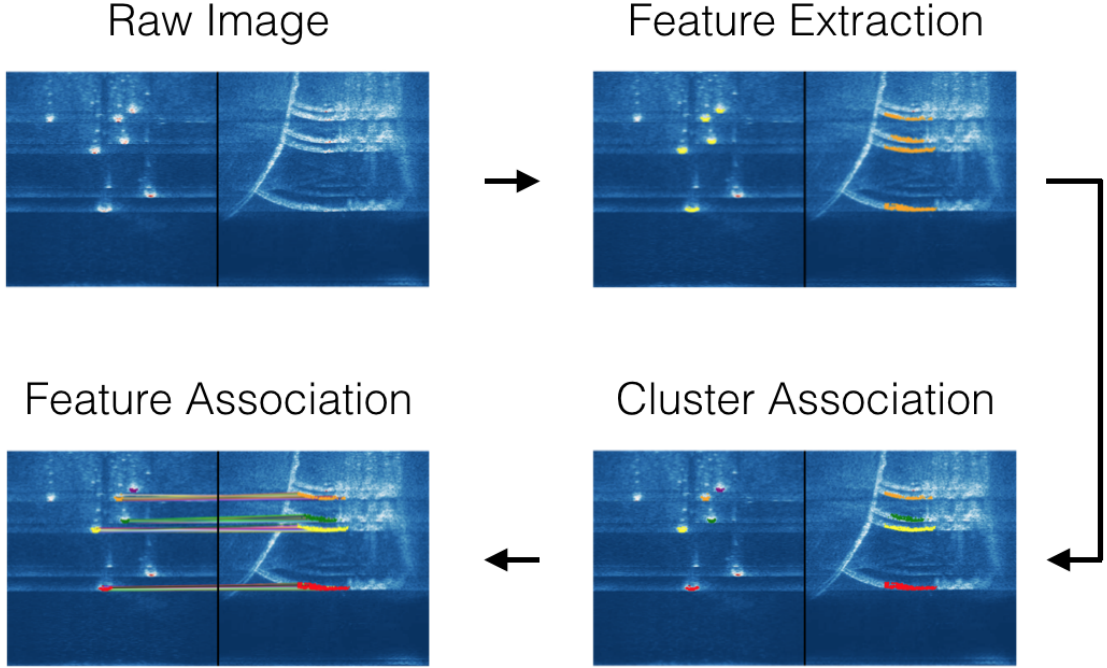 Raw Image
Feature Extraction
Feature Association
Cluster Association